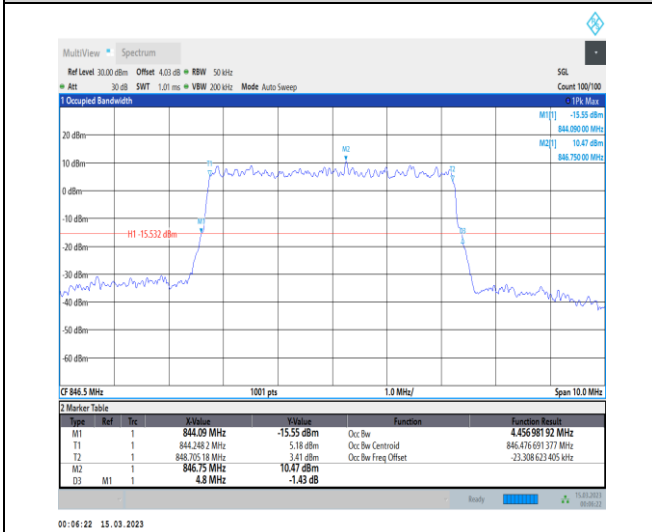 MultiView Spectrum
Ref Level 30.00 dBm Offset 4.03 dB RBW 50 kHz SGL
Att 30 dB SWT 1.01 ms VBW 200 kHz Mode Auto Sweep Count 100/100
1 Occupied Bandwidth 1Pk Max
M1[1] -15.55 dBm
844.090 00 MHz
M2[1] 10.47 dBm
846.750 00 MHz
20 dBm
M2
10 dBm
T1 T2
0 dBm
-10 dBm
M1
H1 -15.532 dBm
D3
-20 dBm
-30 dBm
-40 dBm
-50 dBm
-60 dBm
CF 846.5 MHz 1001 pts 1.0 MHz/ Span 10.0 MHz
2 Marker Table
Type Ref Trc X-Value Y-Value Function Function Result
M1 1 844.09 MHz -15.55 dBm Occ Bw 4.456 981 92 MHz
T1 1 844.248 2 MHz 5.18 dBm Occ Bw Centroid 846.476 691 377 MHz
T2 1 848.705 18 MHz 3.41 dBm Occ Bw Freq Offset -23.308 623 405 kHz
M2 1 846.75 MHz 10.47 dBm
D3 M1 1 4.8 MHz -1.43 dB
Ready 15.03.2023
00:06:22
00:06:22 15.03.2023